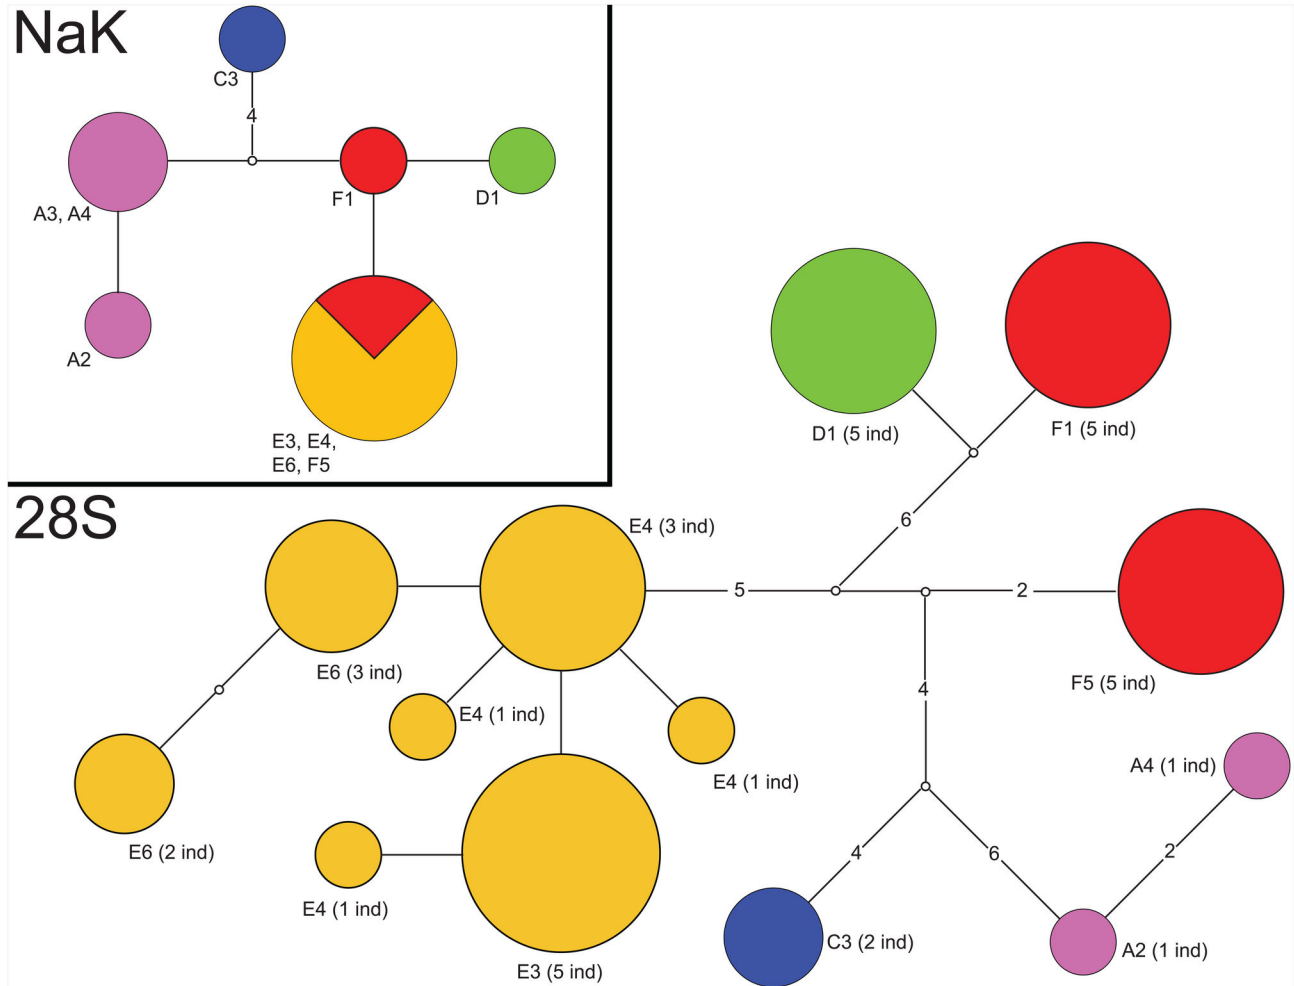 NaK
C3
4
A3, A4
F1
D1
A2
E3, E4,
E6, F5
28S
D1 (5 ind)
F1 (5 ind)
6
E4 (3 ind)
5
2
E6 (3 ind)
F5 (5 ind)
4
E4 (1 ind)
E4 (1 ind)
A4 (1 ind)
E6 (2 ind)
4
6
2
E4 (1 ind)
C3 (2 ind)
A2 (1 ind)
E3 (5 ind)